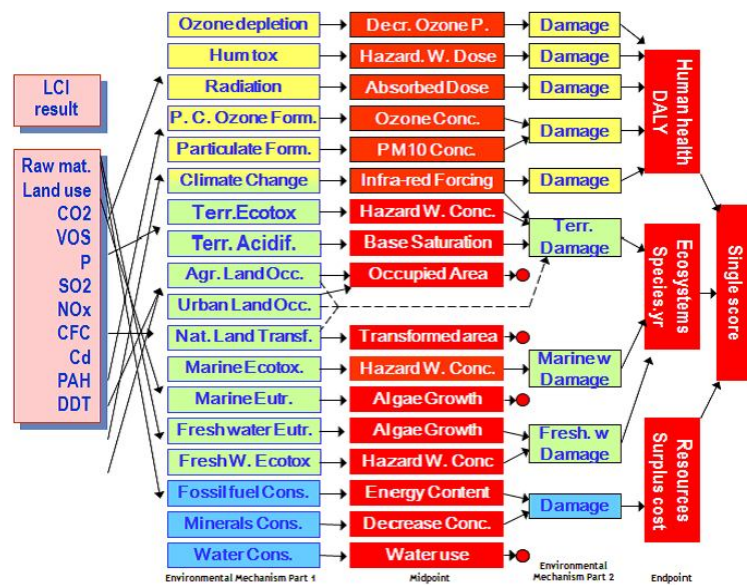 LCI
result
Raw mat.
Land use
CO2
VOS
P
SO2
NOx
CFC
Cd
PAH
DDT
Ozone depletion
Hum tox
Radiation
P. C. Ozone Form.
Particulate Form.
Climate Change
Terr.Ecotox
Terr. Acidif.
Agr. Land Occ.
Urban Land Occ.
Nat. Land Transf.
Marine Ecotox.
Marine Eutr.
Freshwater Eutr.
Fresh W. Ecotox
Fossil fuel Cons.
Minerals Cons.
Water Cons.
Environmental Mechanism Part 1
Decr. Ozone P.
Hazard. W. Dose
Absorbed Dose
Ozone Conc.
PM10 Conc.
Infra-red Forcing
Hazard W. Conc.
Base Saturation
Occupied Area
Transformed area
Hazard W. Conc.
Algae Growth
Algae Growth
Hazard W. Conc
Energy Content
Decrease Conc.
Water use
Midpoint
Damage
Damage
Damage
Damage
Damage
Terr.
Damage
Marine w
Damage
Fresh. w
Damage
Damage
Environmental
Mechanism Part 2
Human health
DALY
Ecosystems
Species.yr
Resources
Surplus cost
Endpoint
Single score